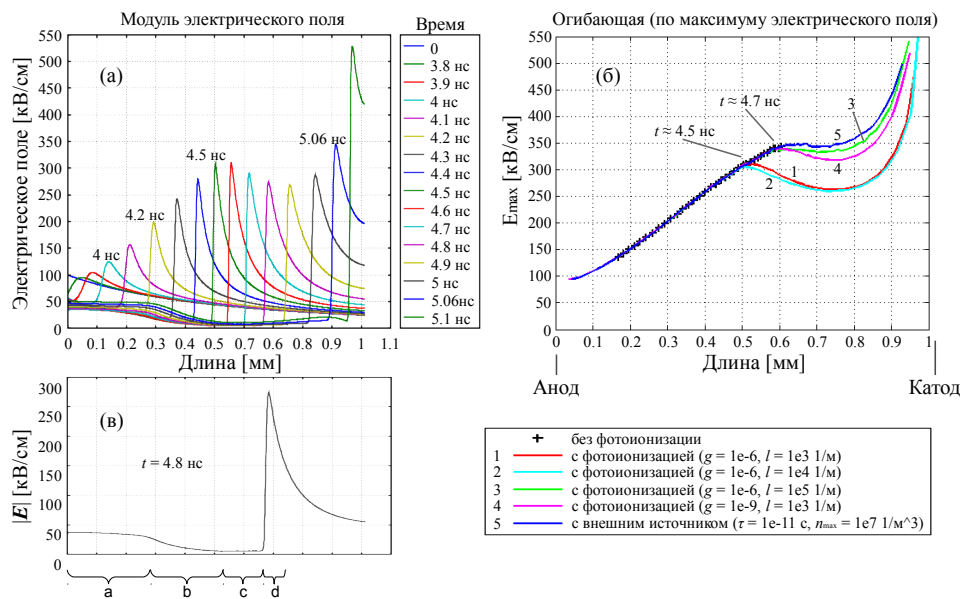 Модуль электрического поля
Электрическое поле [кВ/см]
550
500
450
400
350
300
250
200
150
100
50
0
(а)
4 нс
4.2 нс
4.5 нс
5.06 нс
0 0.1 0.2 0.3 0.4 0.5 0.6 0.7 0.8 0.9 1 1.1
Длина [мм]
Время
0
3.8 нс
3.9 нс
4 нс
4.1 нс
4.2 нс
4.3 нс
4.4 нс
4.5 нс
4.6 нс
4.7 нс
4.8 нс
4.9 нс
5 нс
5.06нс
5.1 нс
Огибающая (по максимуму электрического поля)
Emax [кВ/см]
550
500
450
400
350
300
250
200
150
100
50
0
(б)
t ≈ 4.7 нс
t ≈ 4.5 нс
1
2
3
4
5
0 0.1 0.2 0.3 0.4 0.5 0.6 0.7 0.8 0.9 1
Длина [мм]
Анод
Катод
|E| [кВ/см]
300
250
200
150
100
50
0
(в)
t = 4.8 нс
a b c d
+ без фотоионизации
1 с фотоионизацией (g = 1e-6, l = 1e3 1/м)
2 с фотоионизацией (g = 1e-6, l = 1e4 1/м)
3 с фотоионизацией (g = 1e-6, l = 1e5 1/м)
4 с фотоионизацией (g = 1e-9, l = 1e3 1/м)
5 с внешним источником (τ = 1e-11 с, nmax = 1e7 1/м^3)